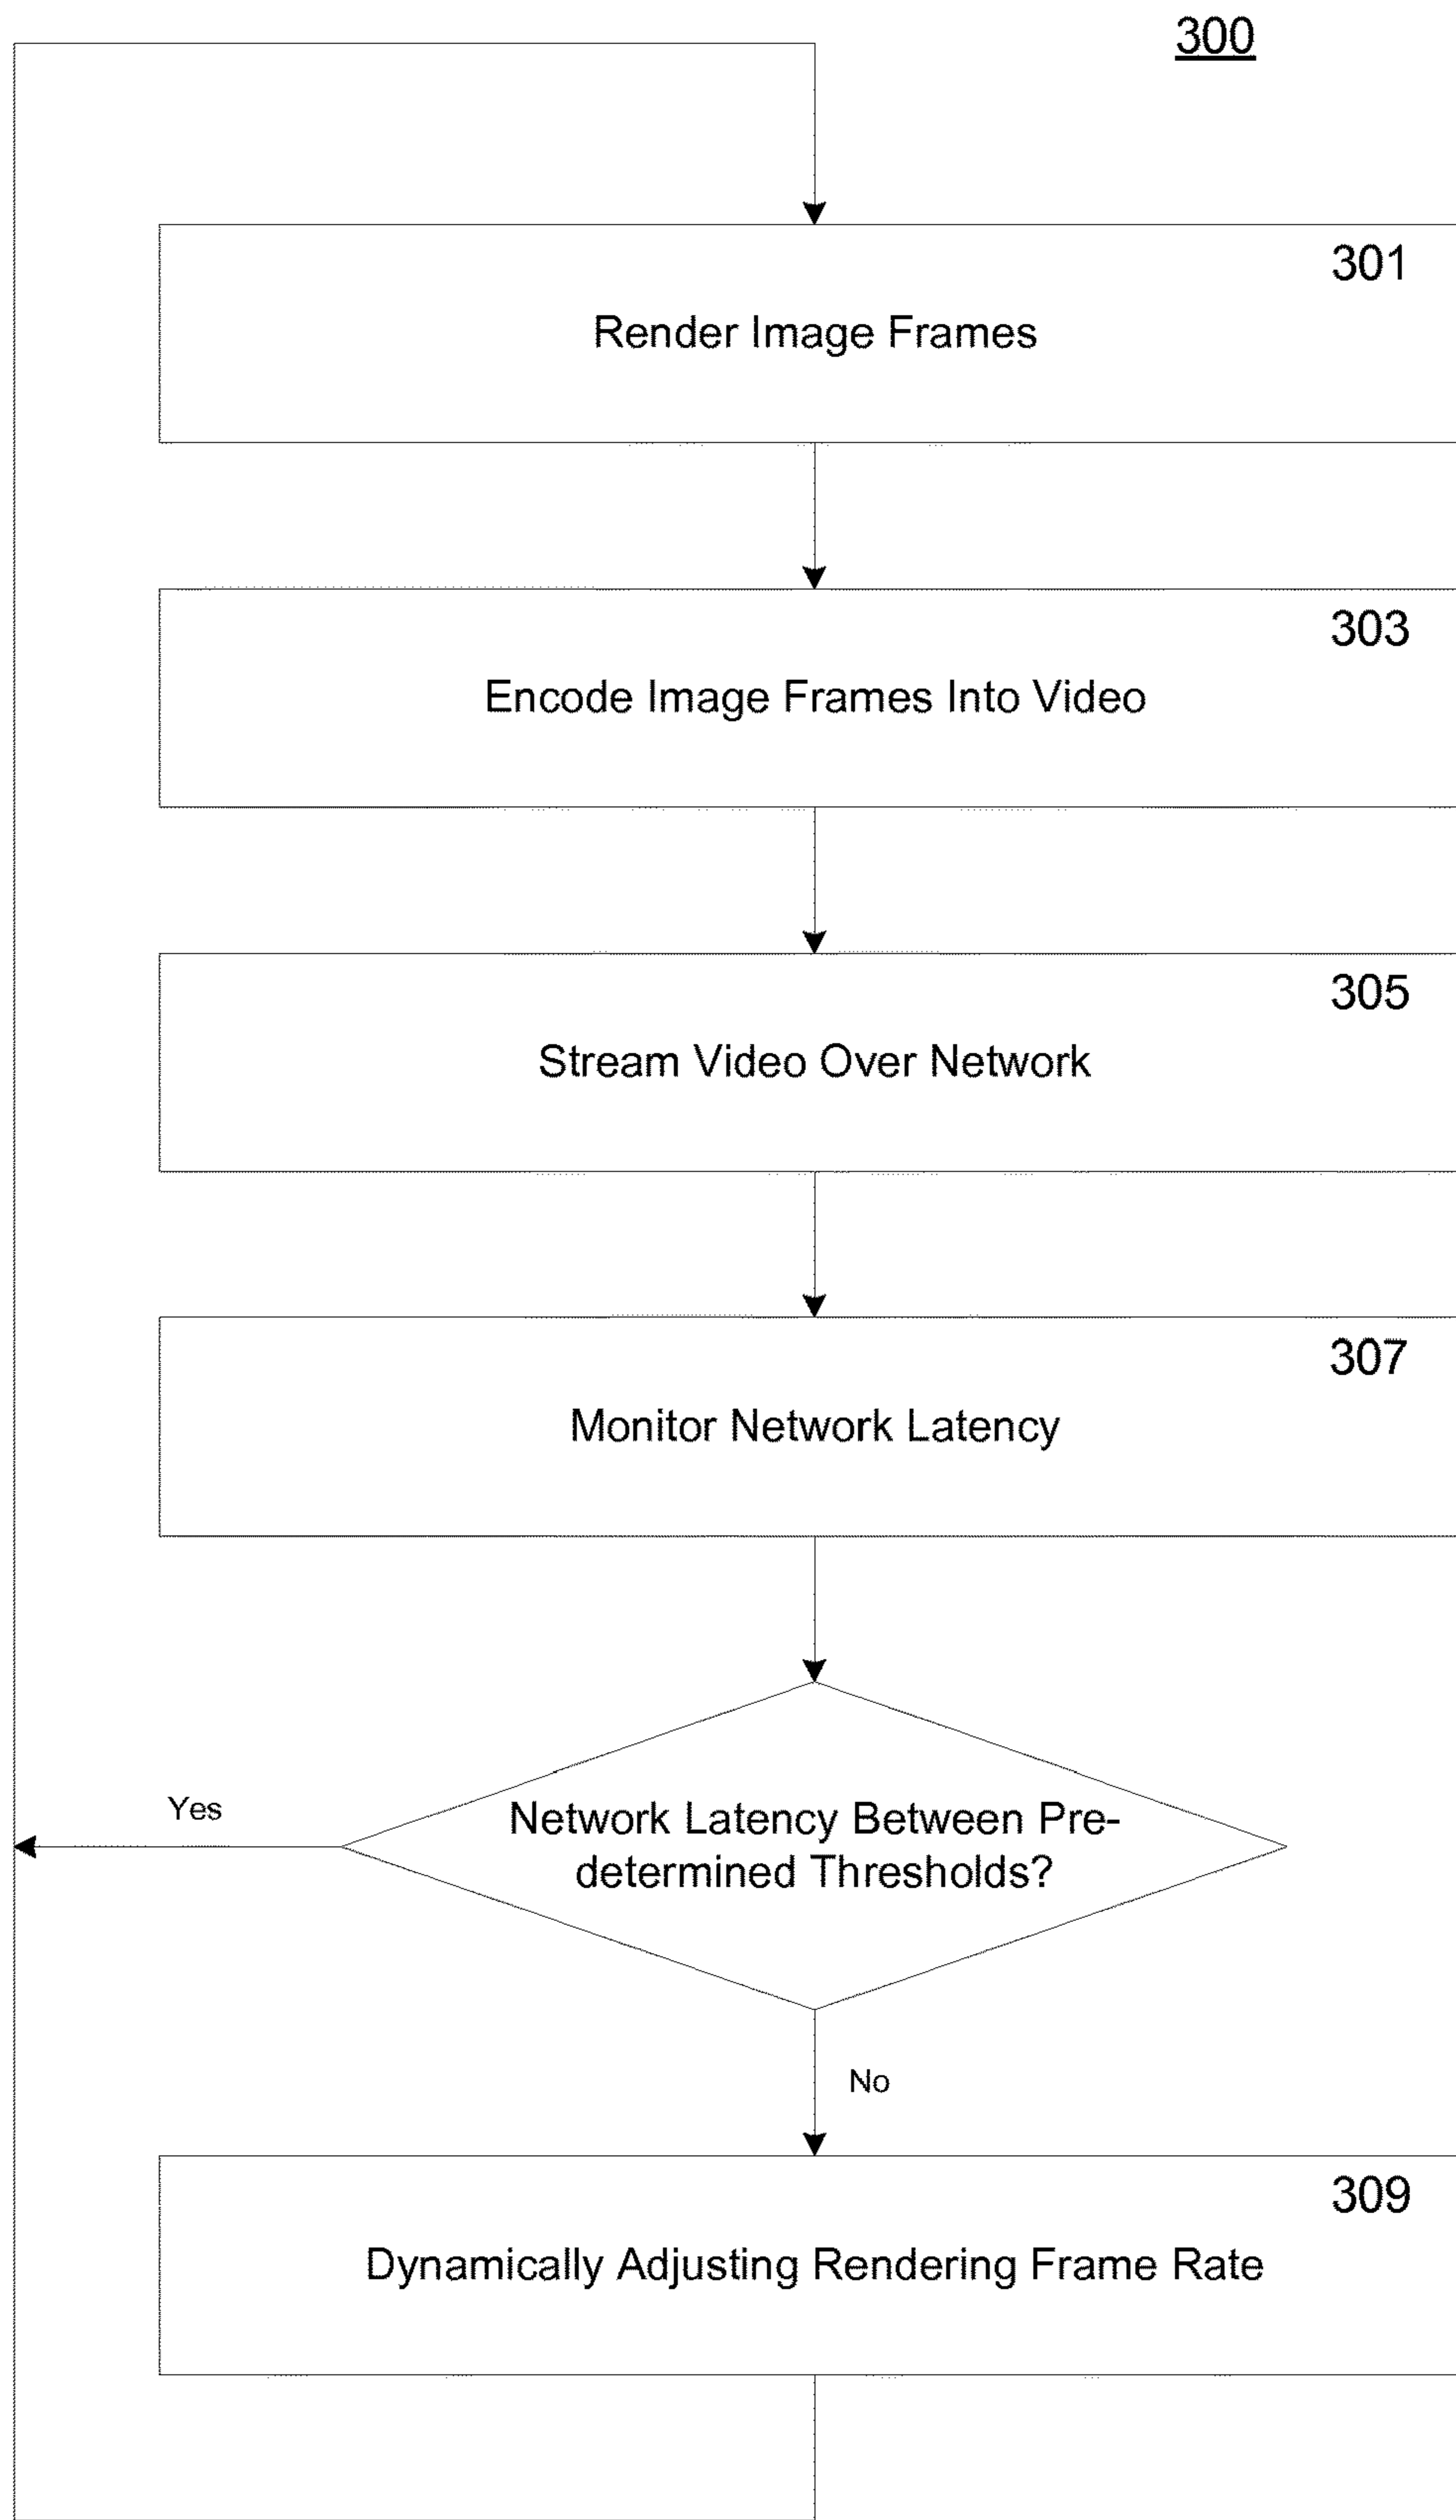 300
301
Render Image Frames
303
Encode Image Frames Into Video
305
Stream Video Over Network
307
Monitor Network Latency
Network Latency Between Pre-
determined Thresholds?
Yes
No
309
Dynamically Adjusting Rendering Frame Rate